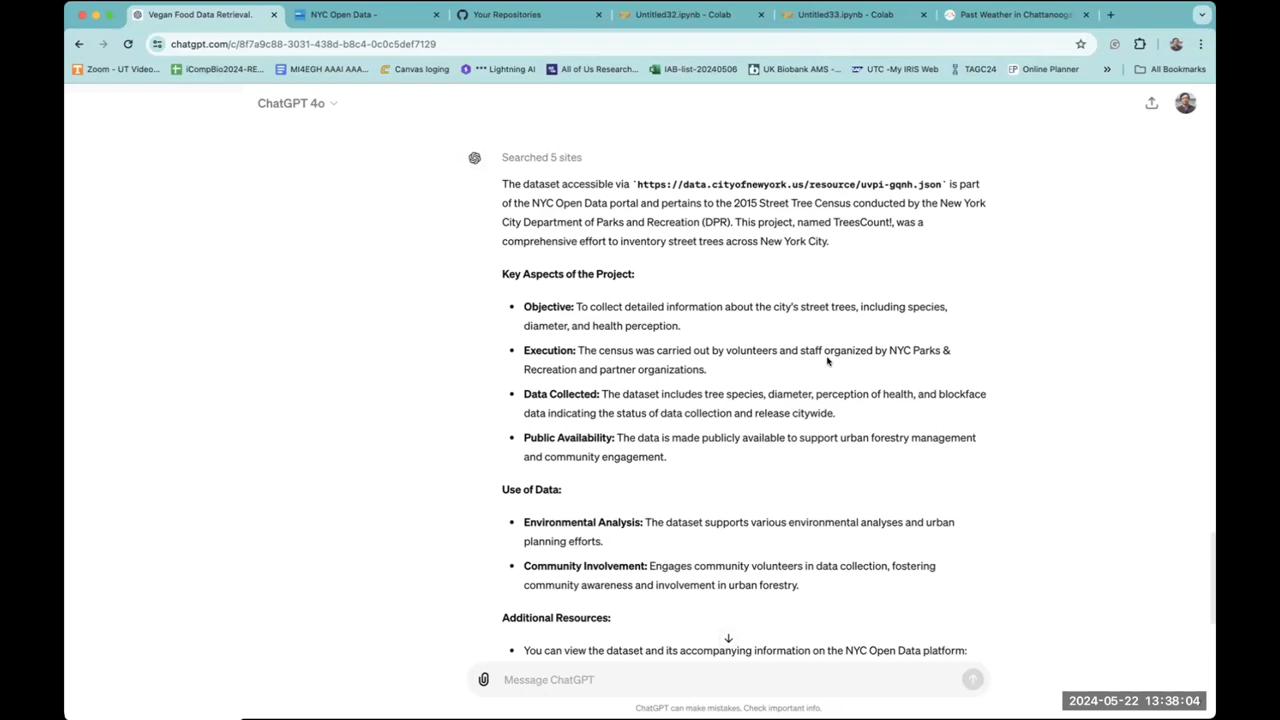 Vegan Food Data Retrieval.
NYC Open Data -
Your Repositories
Untitled32.ipynb - Colab
Untitled33.ipynb - Colab
Past Weather in Chattanooga
chatgpt.com/c/8f7a9c88-3031-438d-b8c4-0c0c5def7129
Zoom - UT Video...
iCompBio2024-RE...
MI4EGH AAAI AAA...
Canvas loging
*** Lightning AI
All of Us Research...
IAB-list-20240506
UK Biobank AMS -...
UTC -My IRIS Web
TAGC24
EP Online Planner
»
All Bookmarks
ChatGPT 4o
Searched 5 sites
The dataset accessible via `https://data.cityofnewyork.us/resource/uvpi-gqnh.json` is part
of the NYC Open Data portal and pertains to the 2015 Street Tree Census conducted by the New York
City Department of Parks and Recreation (DPR). This project, named TreesCount!, was a
comprehensive effort to inventory street trees across New York City.
Key Aspects of the Project:
• Objective: To collect detailed information about the city's street trees, including species,
diameter, and health perception.
• Execution: The census was carried out by volunteers and staff organized by NYC Parks &
Recreation and partner organizations.
• Data Collected: The dataset includes tree species, diameter, perception of health, and blockface
data indicating the status of data collection and release citywide.
• Public Availability: The data is made publicly available to support urban forestry management
and community engagement.
Use of Data:
• Environmental Analysis: The dataset supports various environmental analyses and urban
planning efforts.
• Community Involvement: Engages community volunteers in data collection, fostering
community awareness and involvement in urban forestry.
Additional Resources:
• You can view the dataset and its accompanying information on the NYC Open Data platform:
Message ChatGPT
ChatGPT can make mistakes. Check important info.
2024-05-22 13:38:04